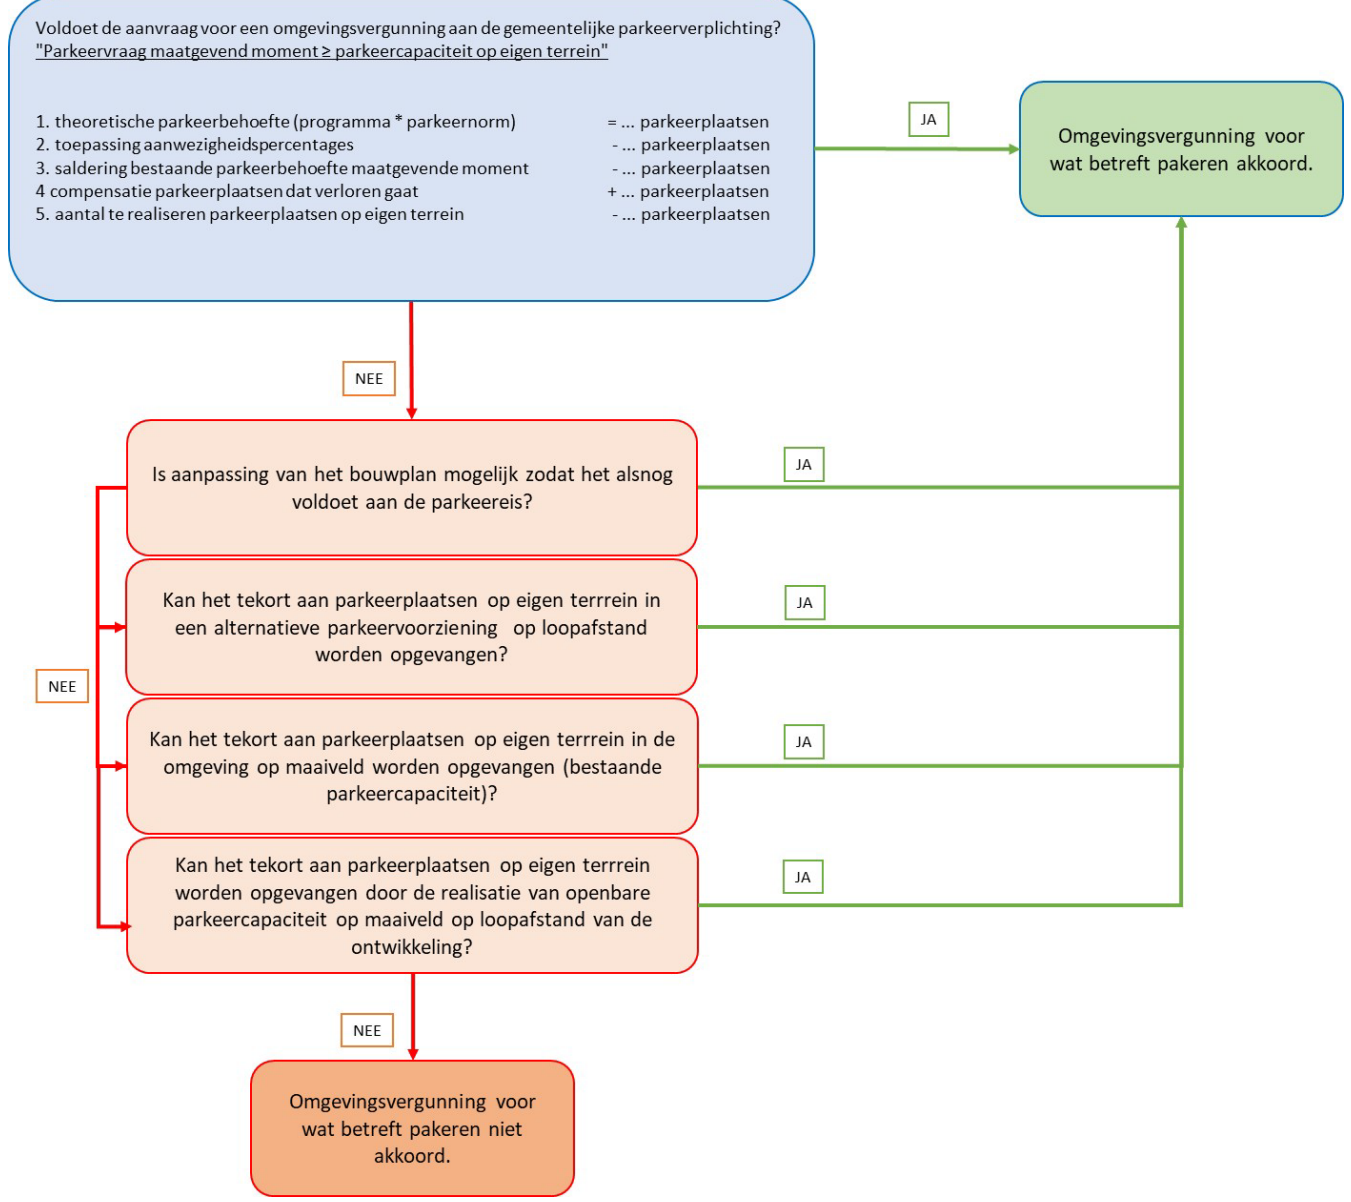 Voldoet de aanvraag voor een omgevingsvergunning aan de gemeentelijke parkeerverplichting?
"Parkeervraag maatgevend moment ≥ parkeercapaciteit op eigen terrein"
1. theoretische parkeerbehoefte (programma * parkeernorm) = ... parkeerplaatsen
2. toepassing aanwezigheidspercentages - ... parkeerplaatsen
3. saldering bestaande parkeerbehoefte maatgevende moment - ... parkeerplaatsen
4 compensatie parkeerplaatsen dat verloren gaat + ... parkeerplaatsen
5. aantal te realiseren parkeerplaatsen op eigen terrein - ... parkeerplaatsen
JA
Omgevingsvergunning voor
wat betreft pakeren akkoord.
NEE
Is aanpassing van het bouwplan mogelijk zodat het alsnog
voldoet aan de parkeereis?
JA
Kan het tekort aan parkeerplaatsen op eigen terrrein in
een alternatieve parkeervoorziening op loopafstand
worden opgevangen?
JA
NEE
Kan het tekort aan parkeerplaatsen op eigen terrrein in de
omgeving op maaiveld worden opgevangen (bestaande
parkeercapaciteit)?
JA
Kan het tekort aan parkeerplaatsen op eigen terrrein
worden opgevangen door de realisatie van openbare
parkeercapaciteit op maaiveld op loopafstand van de
ontwikkeling?
JA
NEE
Omgevingsvergunning voor
wat betreft pakeren niet
akkoord.